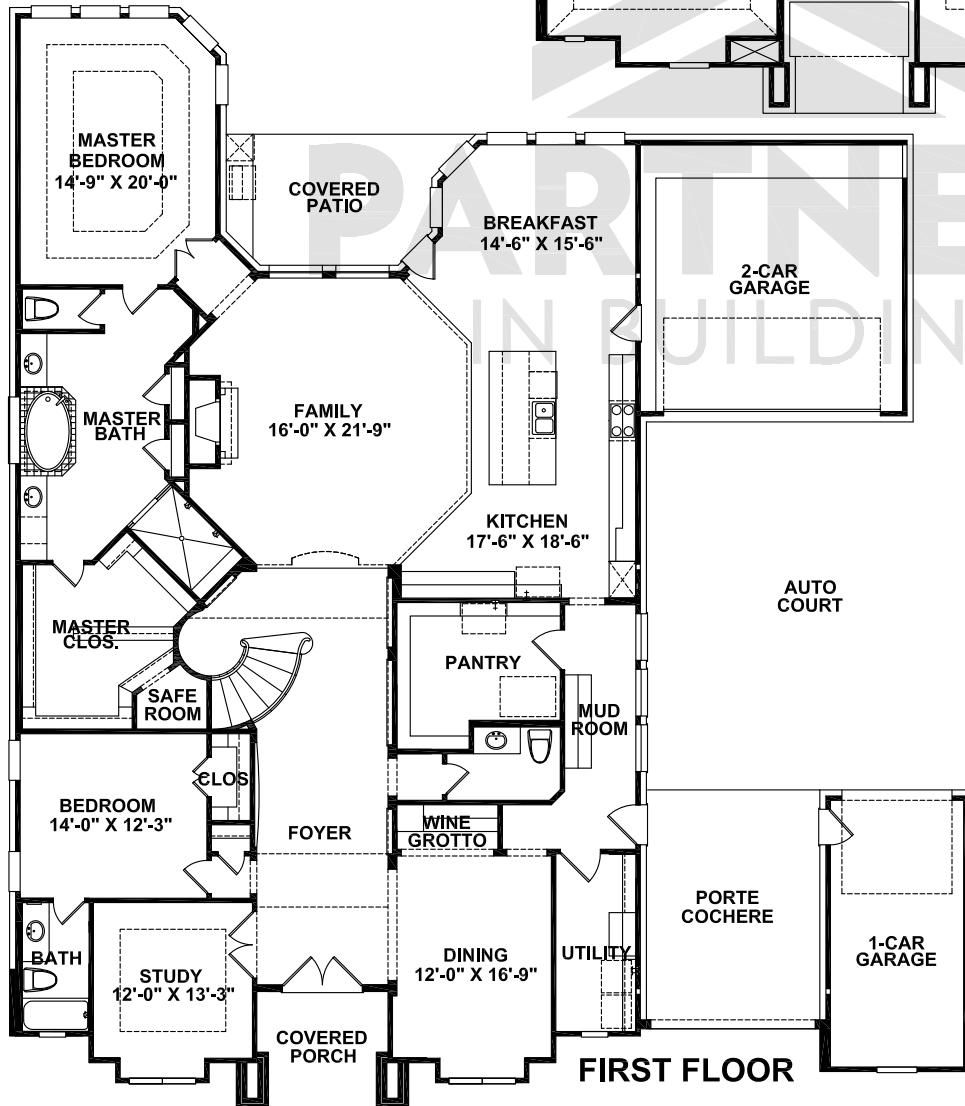 MASTER
BEDROOM
14'-9" X 20'-0"
COVERED
PATIO
BREAKFAST
14'-6" X 15'-6"
2-CAR
GARAGE
PARTNE
IN BUILDIN
MASTER
BATH
FAMILY
16'-0" X 21'-9"
KITCHEN
17'-6" X 18'-6"
AUTO
COURT
MASTER
CLOS.
SAFE
ROOM
PANTRY
MUD
ROOM
CLOS
BEDROOM
14'-0" X 12'-3"
FOYER
WINE
GROTTO
PORTE
COCHERE
1-CAR
GARAGE
BATH
STUDY
12'-0" X 13'-3"
DINING
12'-0" X 16'-9"
UTILITY
COVERED
PORCH
FIRST FLOOR